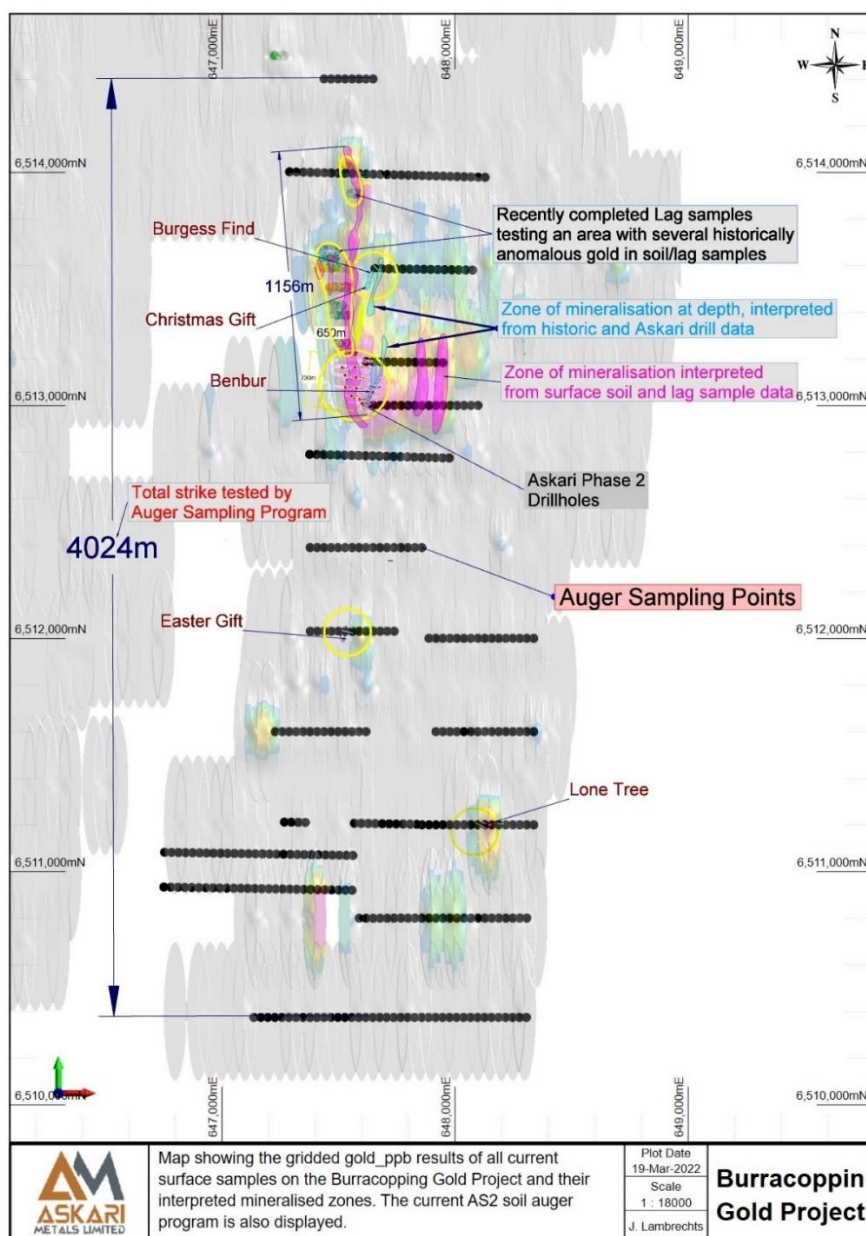 647,000mE
648,000mE
649,000mE
N
W
E
S
6,514,000mN
6,514,000mN
Burgess Find
Recently completed Lag samples
testing an area with several historically
anomalous gold in soil/lag samples
1156m
Christmas Gift
Zone of mineralisation at depth, interpreted
from historic and Askari drill data
650m
Benbur
Zone of mineralisation interpreted
from surface soil and lag sample data
6,513,000mN
6,513,000mN
Askari Phase 2
Drillholes
Total strike tested by
Auger Sampling Program
4024m
Auger Sampling Points
Easter Gift
6,512,000mN
6,512,000mN
Lone Tree
6,511,000mN
6,511,000mN
6,510,000mN
6,510,000mN
647,000mE
648,000mE
649,000mE
AM
ASKARI
METALS LIMITED
Map showing the gridded gold_ppb results of all current
surface samples on the Burracopping Gold Project and their
interpreted mineralised zones. The current AS2 soil auger
program is also displayed.
Plot Date
19-Mar-2022
Scale
1 : 18000
J. Lambrechts
Burracoppin
Gold Project